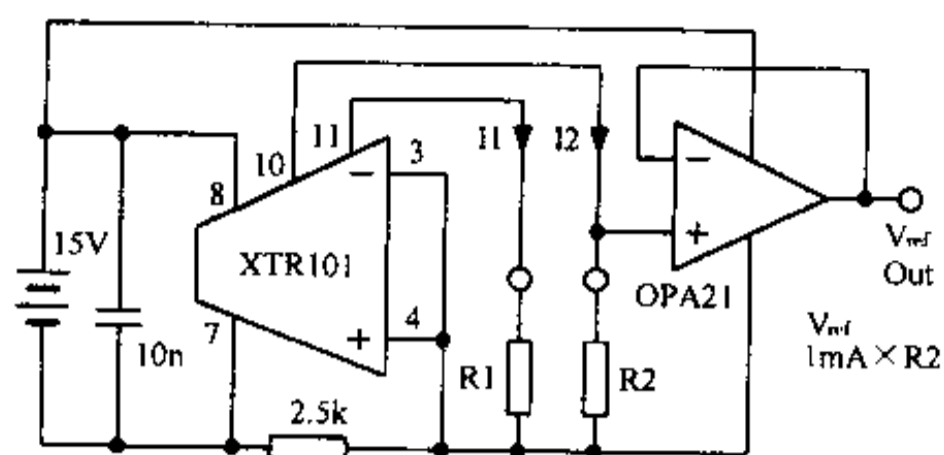 15V
10n
8
10
11
3
XTR101
7
4
2.5k
I1
I2
R1
R2
OPA21
Vref
Out
Vref
1mA×R2